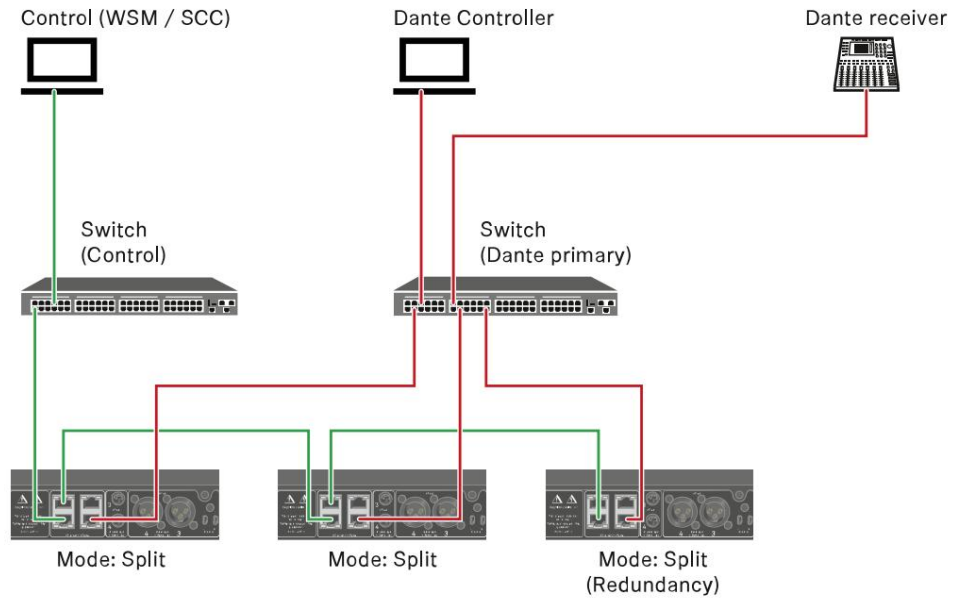 Control (WSM / SCC)
Dante Controller
Dante receiver
Switch
(Control)
Switch
(Dante primary)
Mode: Split
Mode: Split
Mode: Split
(Redundancy)